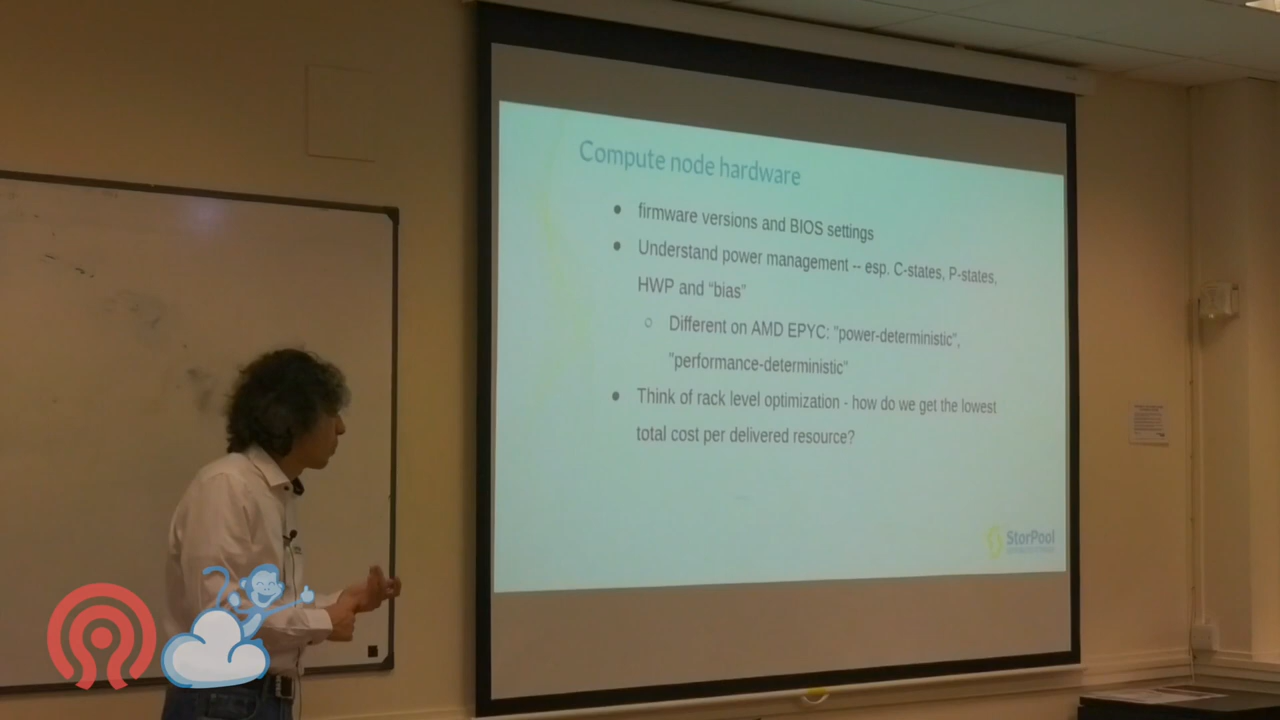 Compute node hardware
● firmware versions and BIOS settings
● Understand power management -- esp. C-states, P-states,
HWP and “bias”
○ Different on AMD EPYC: "power-deterministic",
"performance-deterministic"
● Think of rack level optimization - how do we get the lowest
total cost per delivered resource?
StorPool